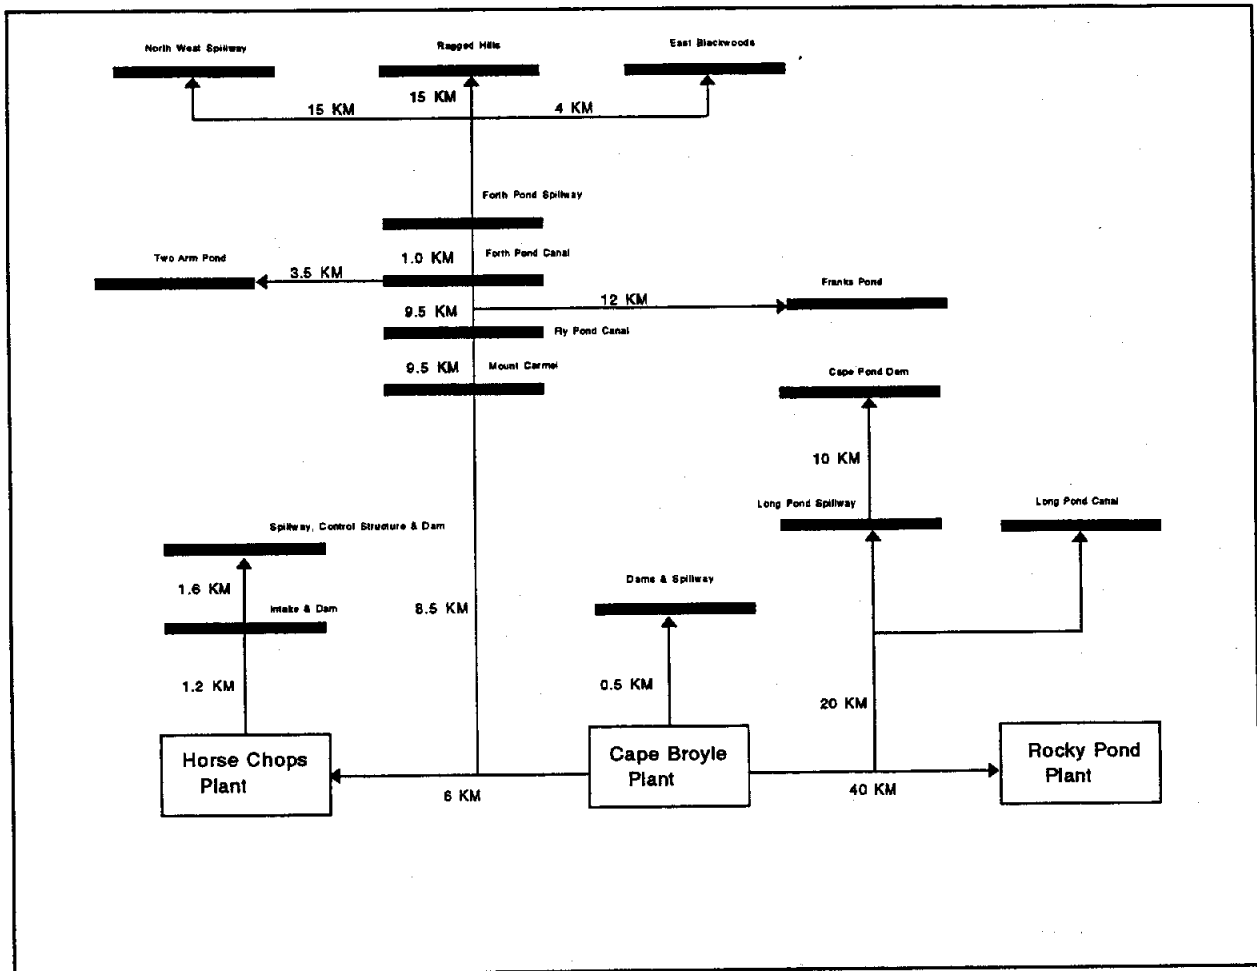 North West Spillway
Ragged Hills
East Blackwoods
15 KM
15 KM
4 KM
Forth Pond Spillway
1.0 KM
Forth Pond Canal
Two Arm Pond
3.5 KM
Franks Pond
12 KM
9.5 KM
Fly Pond Canal
9.5 KM
Mount Carmel
Cape Pond Dam
10 KM
Long Pond Spillway
Long Pond Canal
Spillway, Control Structure & Dam
1.6 KM
Intake & Dam
8.5 KM
Dams & Spillway
1.2 KM
0.5 KM
20 KM
Horse Chops
Plant
Cape Broyle
Plant
Rocky Pond
Plant
6 KM
40 KM